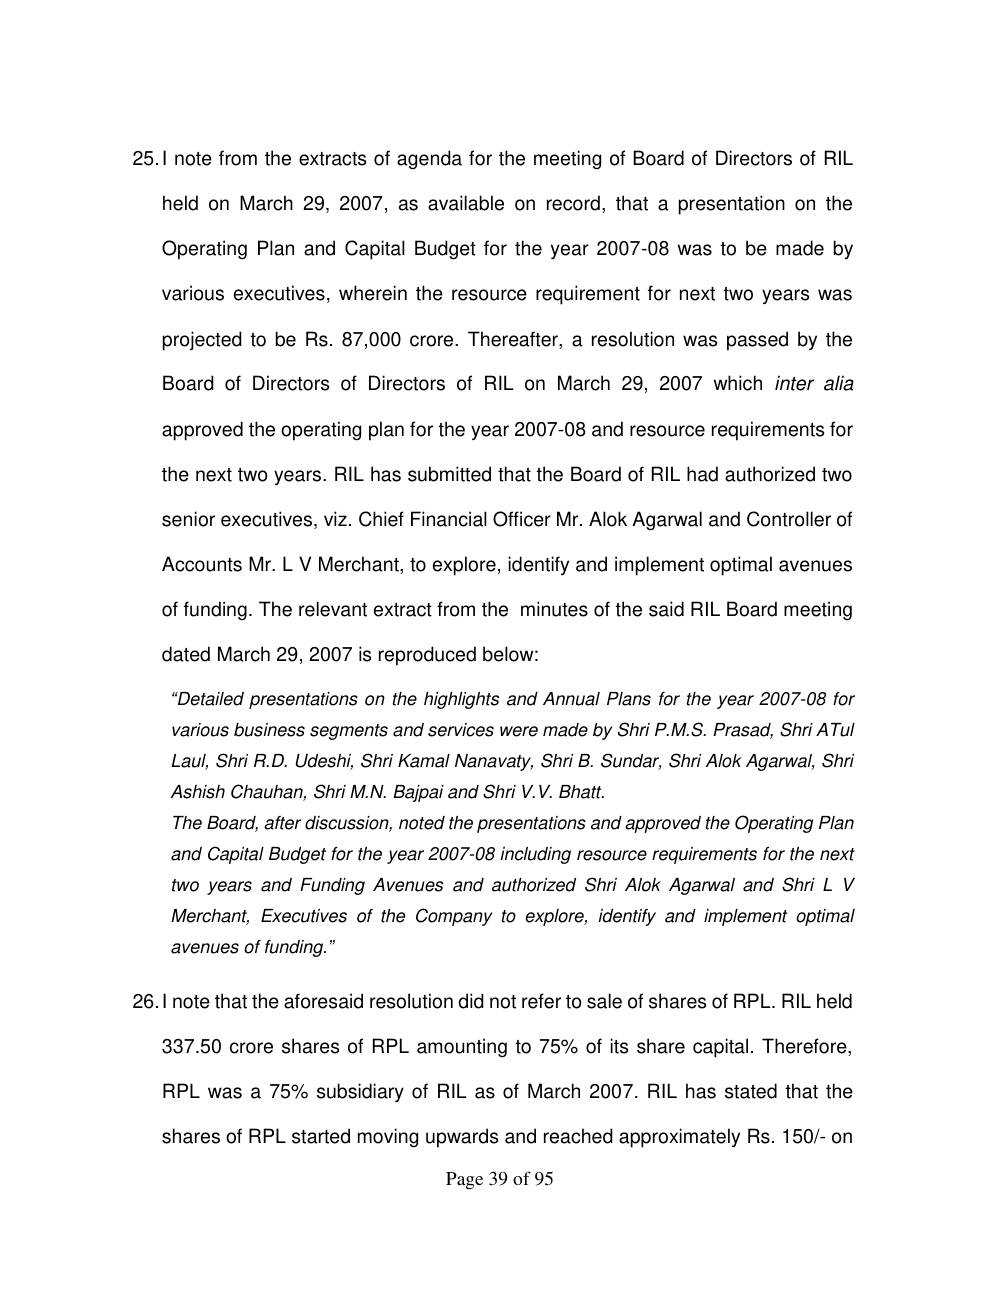 25. I note from the extracts of agenda for the meeting of Board of Directors of RIL
held on March 29, 2007, as available on record, that a presentation on the
Operating Plan and Capital Budget for the year 2007-08 was to be made by
various executives, wherein the resource requirement for next two years was
projected to be Rs. 87,000 crore. Thereafter, a resolution was passed by the
Board of Directors of Directors of RIL on March 29, 2007 which inter alia
approved the operating plan for the year 2007-08 and resource requirements for
the next two years. RIL has submitted that the Board of RIL had authorized two
senior executives, viz. Chief Financial Officer Mr. Alok Agarwal and Controller of
Accounts Mr. L V Merchant, to explore, identify and implement optimal avenues
of funding. The relevant extract from the minutes of the said RIL Board meeting
dated March 29, 2007 is reproduced below:
“Detailed presentations on the highlights and Annual Plans for the year 2007-08 for
various business segments and services were made by Shri P.M.S. Prasad, Shri ATul
Laul, Shri R.D. Udeshi, Shri Kamal Nanavaty, Shri B. Sundar, Shri Alok Agarwal, Shri
Ashish Chauhan, Shri M.N. Bajpai and Shri V.V. Bhatt.
The Board, after discussion, noted the presentations and approved the Operating Plan
and Capital Budget for the year 2007-08 including resource requirements for the next
two years and Funding Avenues and authorized Shri Alok Agarwal and Shri L V
Merchant, Executives of the Company to explore, identify and implement optimal
avenues of funding.”
26. I note that the aforesaid resolution did not refer to sale of shares of RPL. RIL held
337.50 crore shares of RPL amounting to 75% of its share capital. Therefore,
RPL was a 75% subsidiary of RIL as of March 2007. RIL has stated that the
shares of RPL started moving upwards and reached approximately Rs. 150/- on
Page 39 of 95